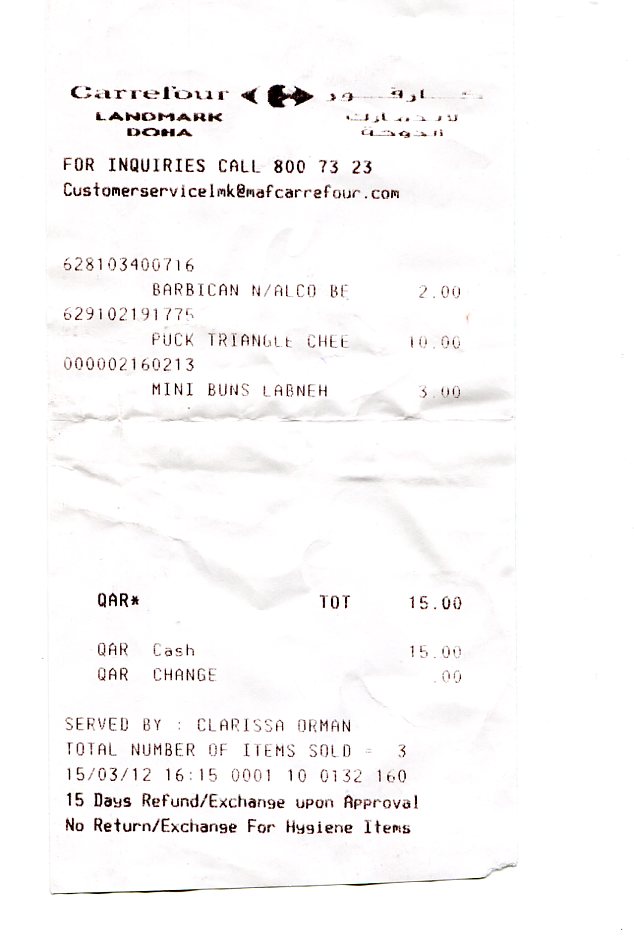 Carrefour كارفور
LANDMARK لاندمارك
DOHA الدوحة
FOR INQUIRIES CALL 800 73 23
Customerservicelmk@mafcarrefour.com
628103400716
BARBICAN N/ALCO BE 2.00
629102191775
PUCK TRIANGLE CHEE 10.00
000002160213
MINI BUNS LABNEH 3.00
QAR* TOT 15.00
QAR Cash 15.00
QAR CHANGE .00
SERVED BY : CLARISSA ORMAN
TOTAL NUMBER OF ITEMS SOLD = 3
15/03/12 16:15 0001 10 0132 160
15 Days Refund/Exchange upon Approval
No Return/Exchange For Hygiene Items